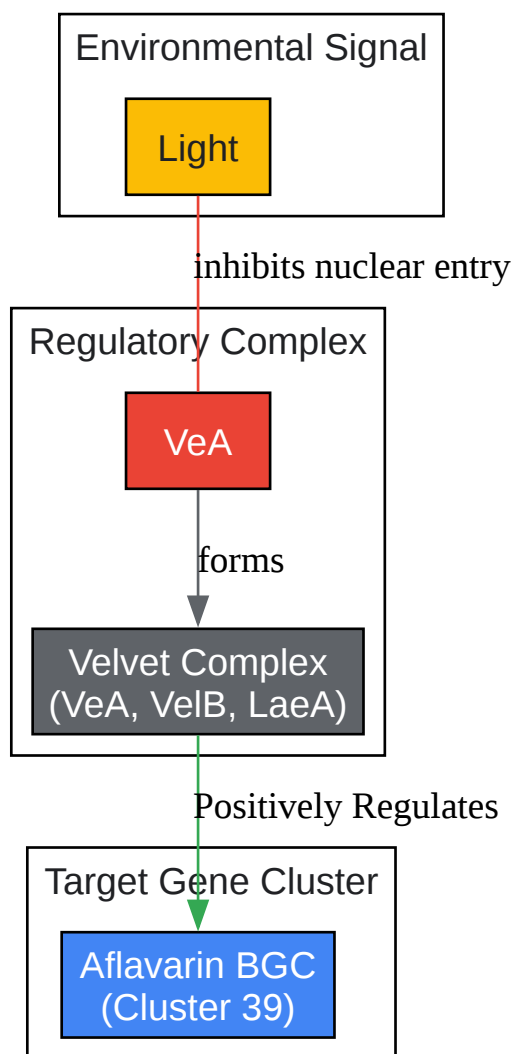 Environmental Signal
Light
inhibits nuclear entry
Regulatory Complex
VeA
forms
Velvet Complex
(VeA, VelB, LaeA)
Positively Regulates
Target Gene Cluster
Aflavarin BGC
(Cluster 39)